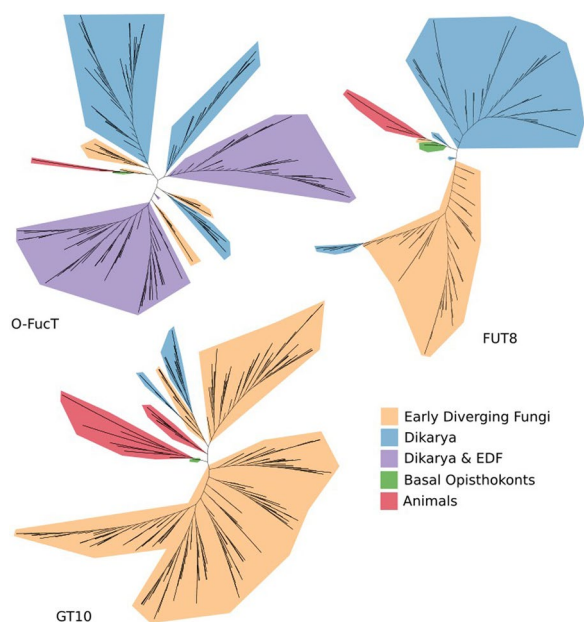 O-FucT
FUT8
Early Diverging Fungi
Dikarya
Dikarya & EDF
Basal Opisthokonts
Animals
GT10